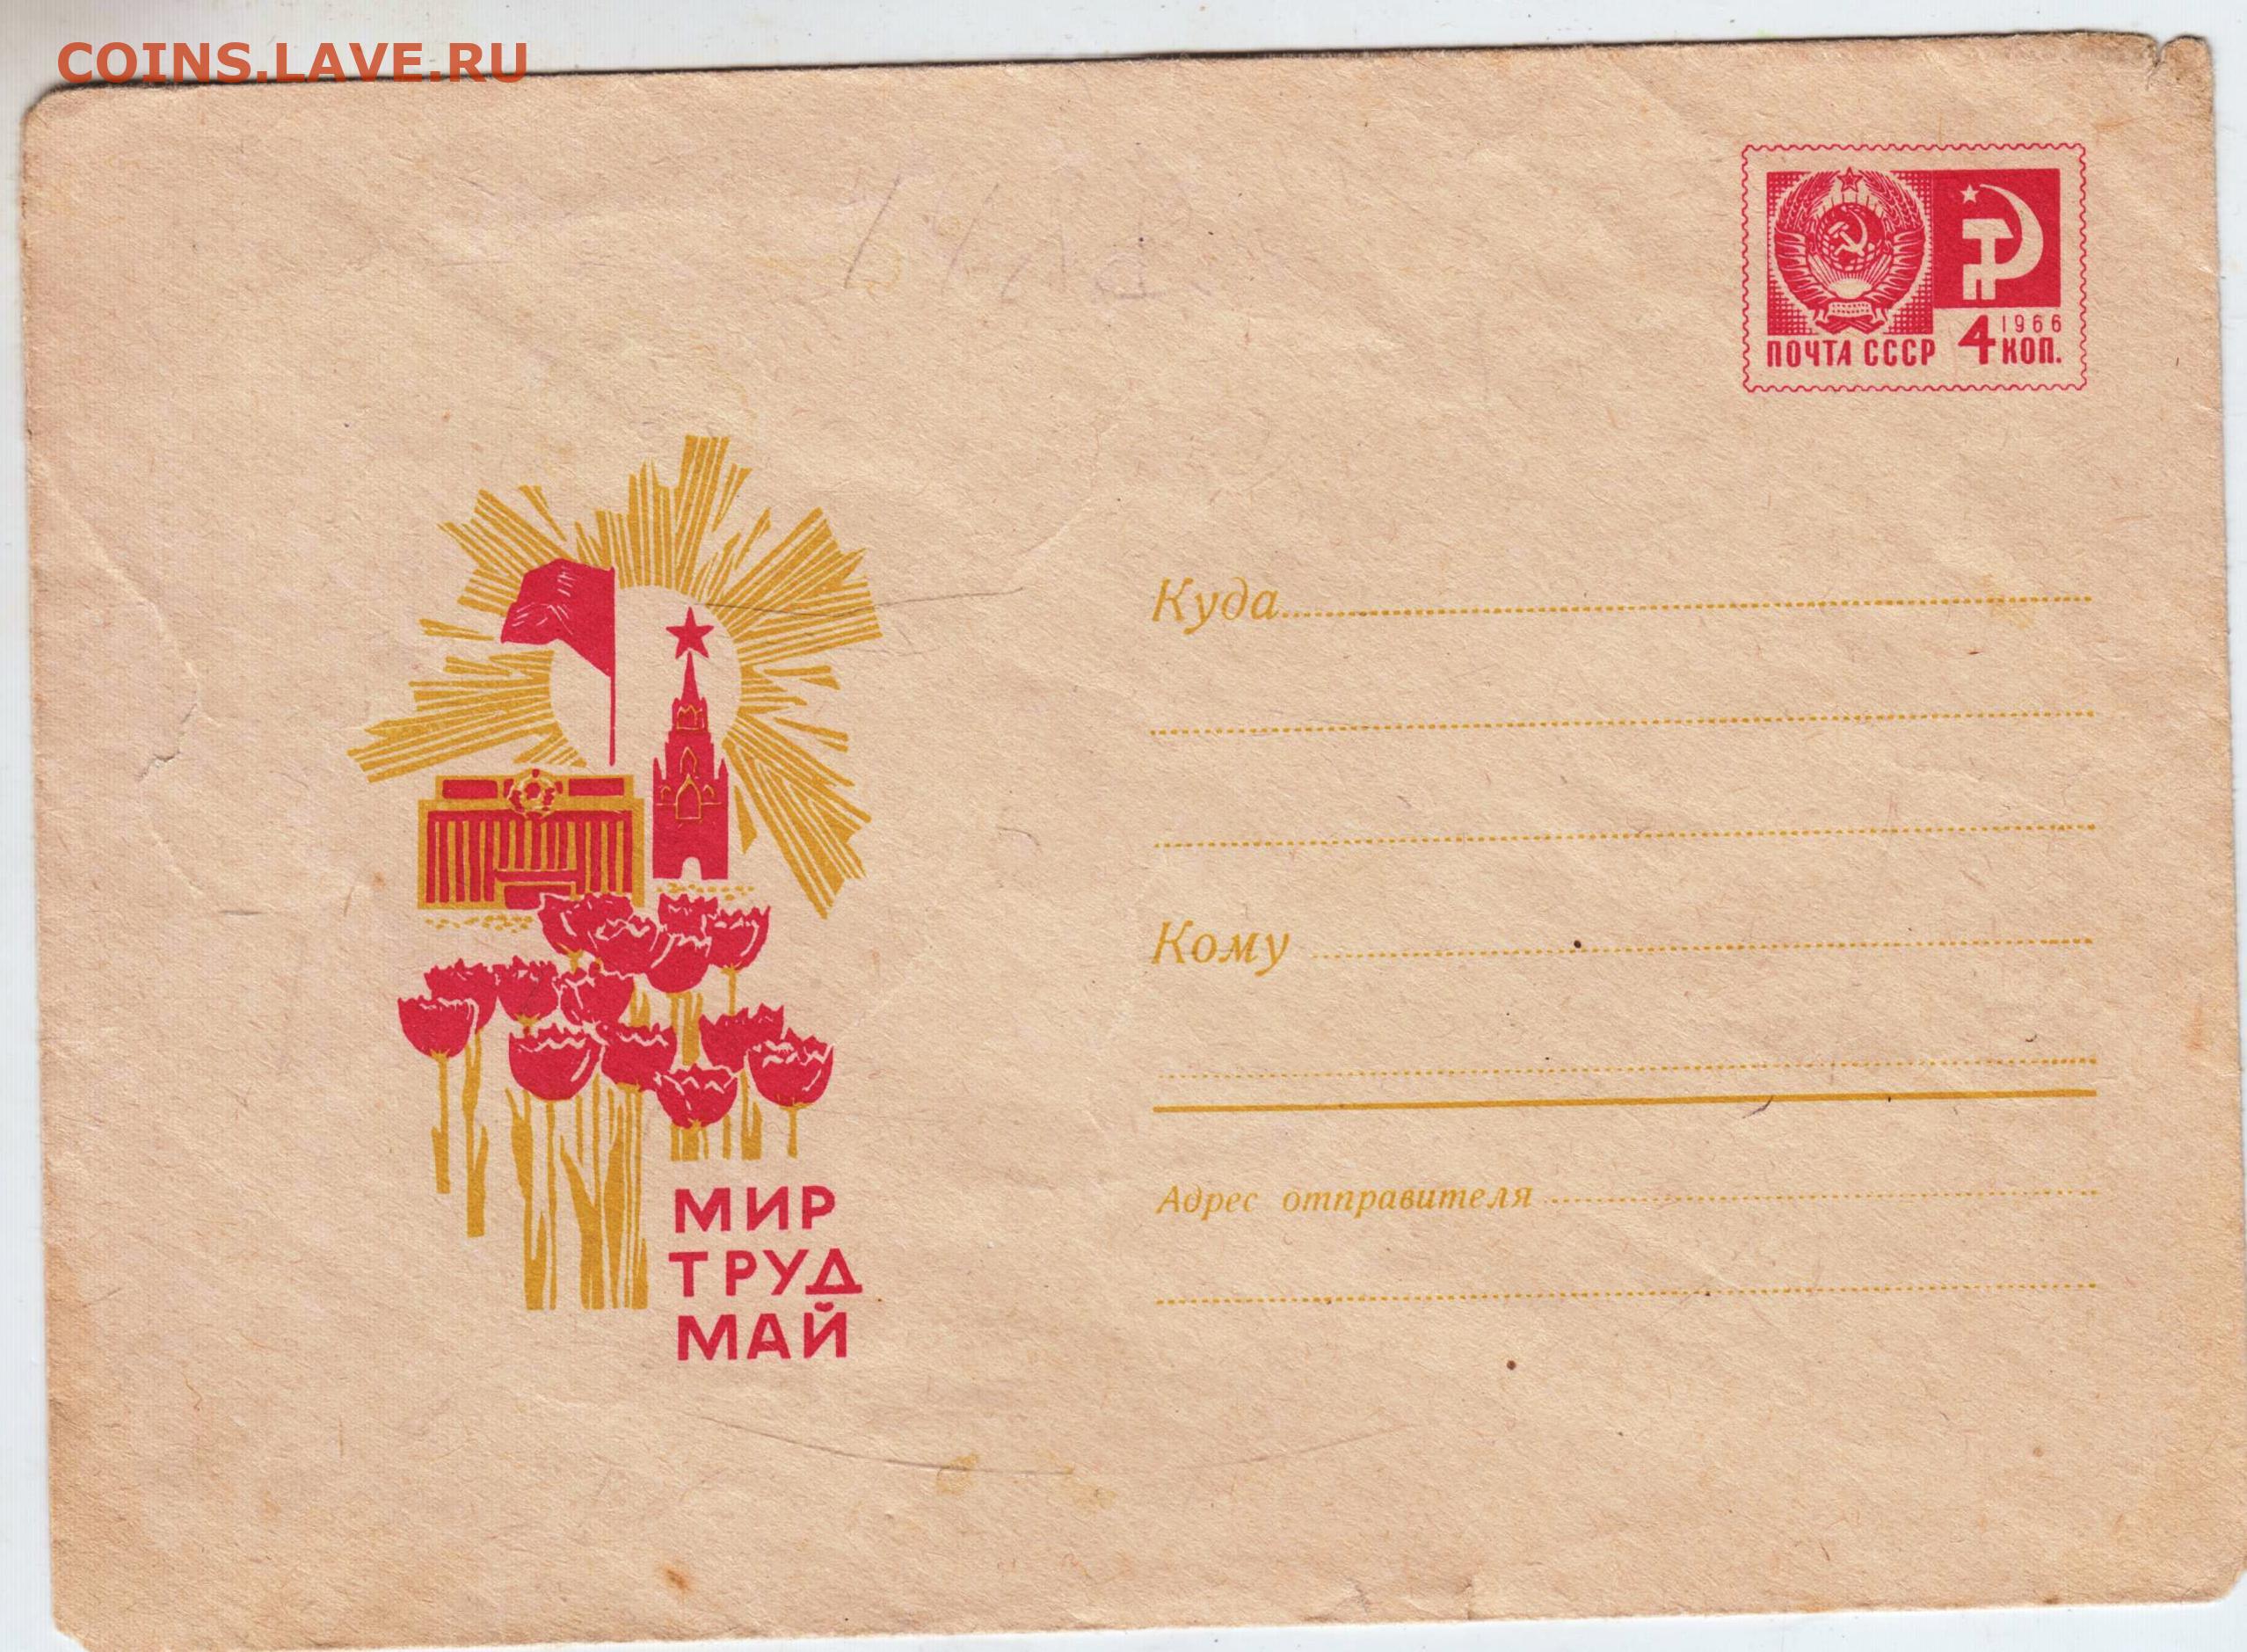 COINS.LAVE.RU
1966
ПОЧТА СССР 4 КОП.
Куда
Кому
Адрес отправителя
МИР
ТРУД
МАЙ